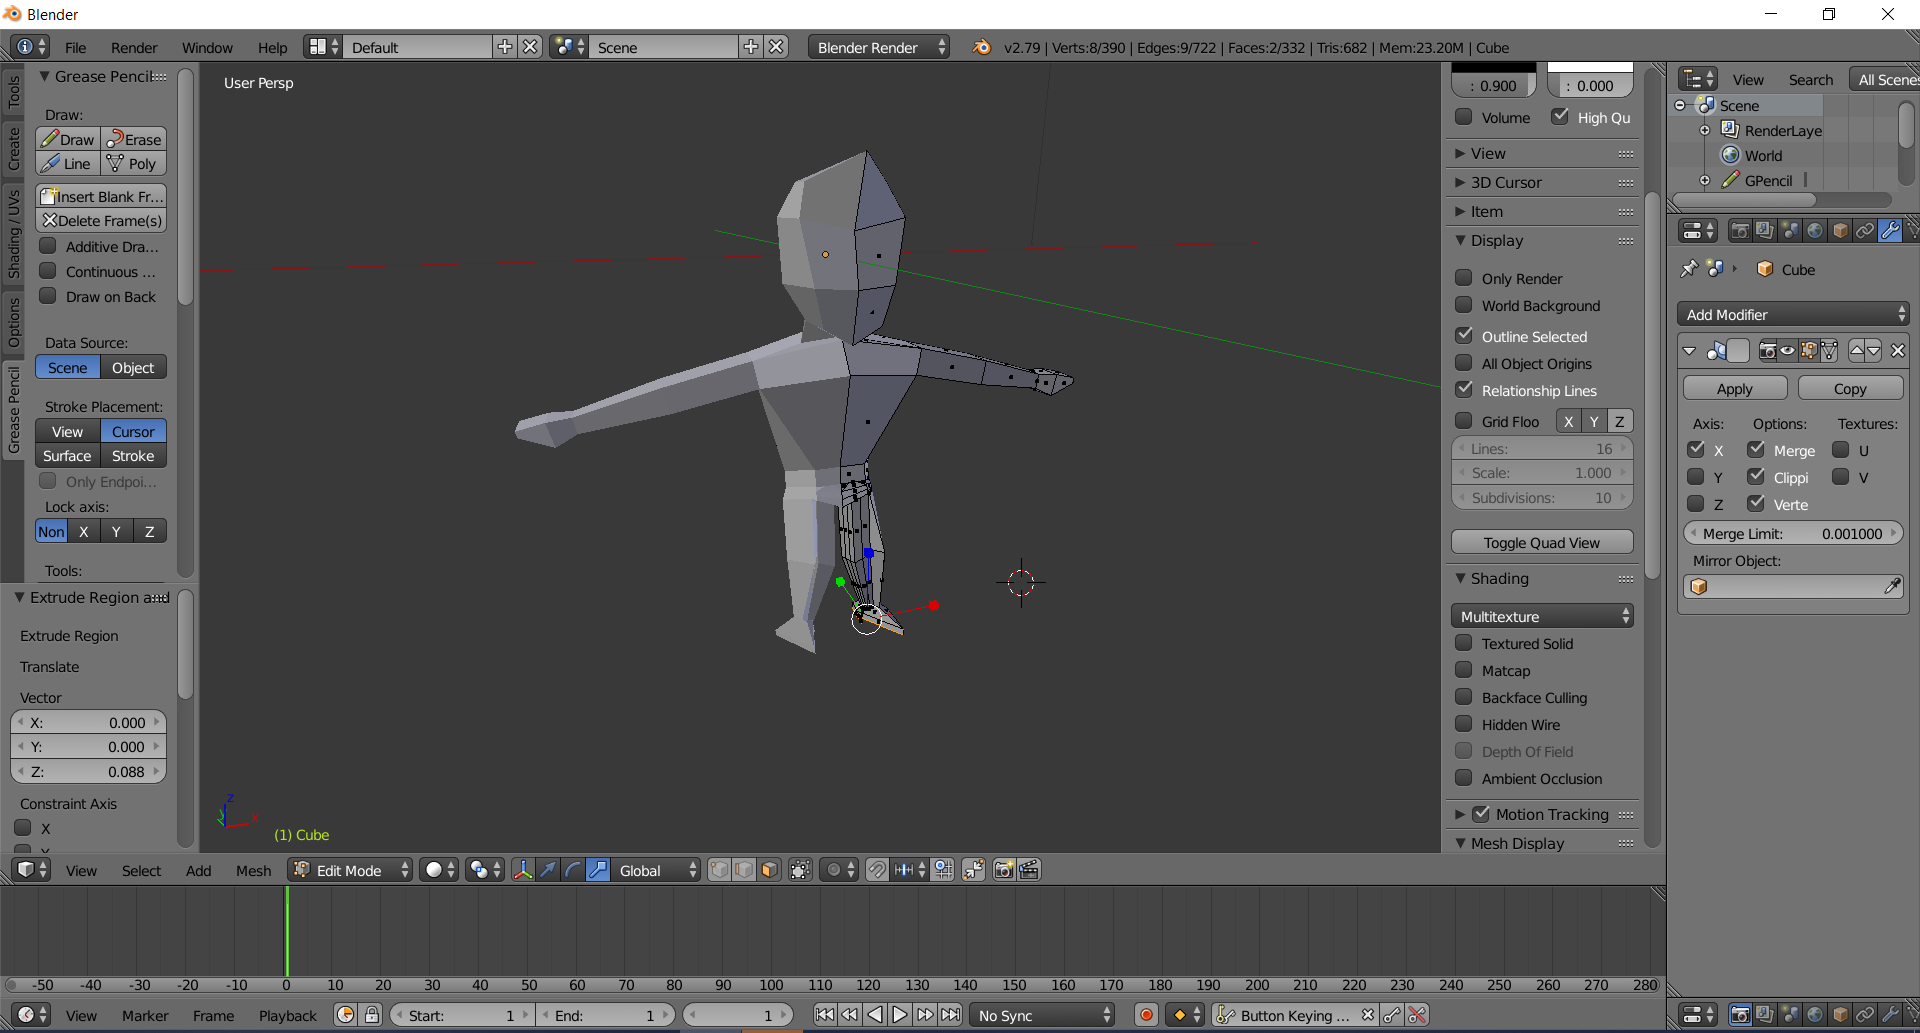 Blender
File Render Window Help Default Scene Blender Render v2.79 | Verts:8/390 | Edges:9/722 | Faces:2/332 | Tris:682 | Mem:23.20M | Cube
Tools
Create
Shading / UVs
Options
Grease Pencil
Grease Pencil
Draw:
Draw Erase
Line Poly
Insert Blank Fr...
Delete Frame(s)
Additive Dra...
Continuous ...
Draw on Back
Data Source:
Scene Object
Stroke Placement:
View Cursor
Surface Stroke
Only Endpoi...
Lock axis:
Non X Y Z
Tools:
Extrude Region and
Extrude Region
Translate
Vector
X: 0.000
Y: 0.000
Z: 0.088
Constraint Axis
X
User Persp
z
y
x
(1) Cube
: 0.900 : 0.000
Volume High Qu
View
3D Cursor
Item
Display
Only Render
World Background
Outline Selected
All Object Origins
Relationship Lines
Grid Floo X Y Z
Lines: 16
Scale: 1.000
Subdivisions: 10
Toggle Quad View
Shading
Multitexture
Textured Solid
Matcap
Backface Culling
Hidden Wire
Depth Of Field
Ambient Occlusion
Motion Tracking
Mesh Display
View Search All Scenes
Scene
RenderLaye
World
GPencil
Cube
Add Modifier
Apply Copy
Axis: Options: Textures:
X Merge U
Y Clippi V
Z Verte
Merge Limit: 0.001000
Mirror Object:
View Select Add Mesh Edit Mode Global
-50 -40 -30 -20 -10 0 10 20 30 40 50 60 70 80 90 100 110 120 130 140 150 160 170 180 190 200 210 220 230 240 250 260 270 280
View Marker Frame Playback Start: 1 End: 1 1 No Sync Button Keying ...